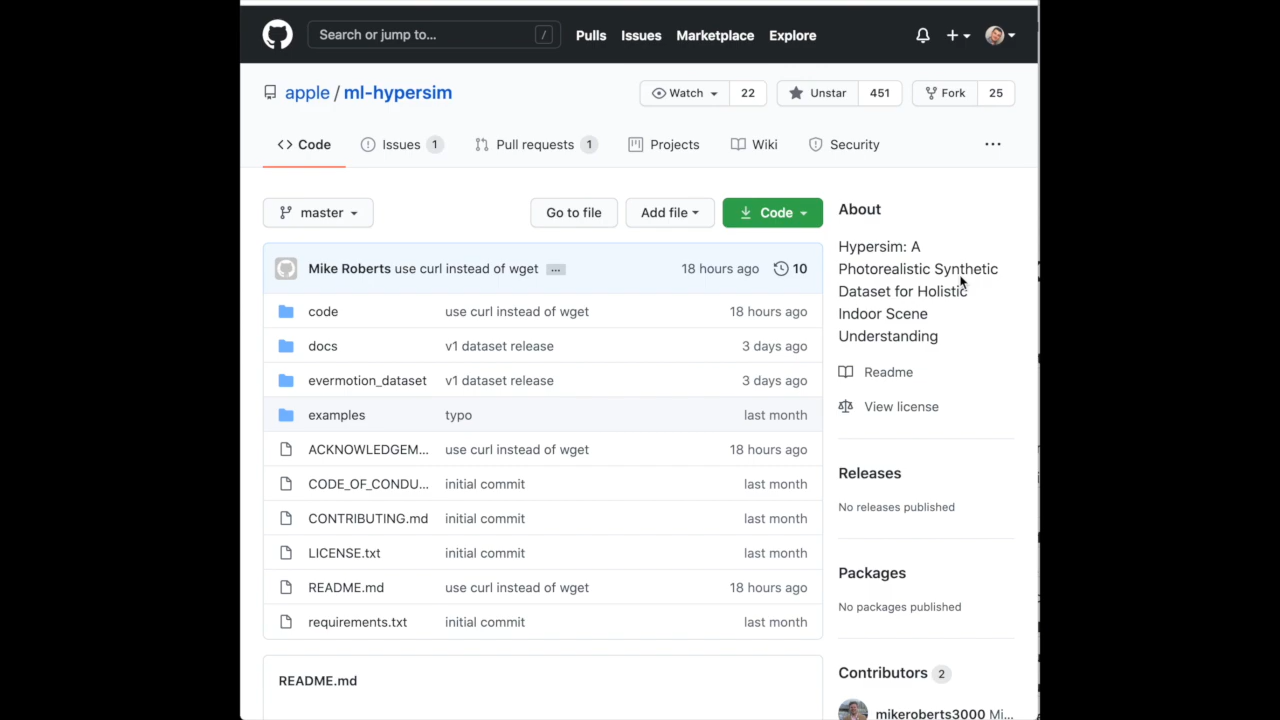 Search or jump to... / Pulls Issues Marketplace Explore
apple / ml-hypersim Watch 22 Unstar 451 Fork 25
Code Issues 1 Pull requests 1 Projects Wiki Security ...
master Go to file Add file Code
Mike Roberts use curl instead of wget ... 18 hours ago 10
code use curl instead of wget 18 hours ago
docs v1 dataset release 3 days ago
evermotion_dataset v1 dataset release 3 days ago
examples typo last month
ACKNOWLEDGEM... use curl instead of wget 18 hours ago
CODE_OF_CONDU... initial commit last month
CONTRIBUTING.md initial commit last month
LICENSE.txt initial commit last month
README.md use curl instead of wget 18 hours ago
requirements.txt initial commit last month
README.md
About
Hypersim: A
Photorealistic Synthetic
Dataset for Holistic
Indoor Scene
Understanding
Readme
View license
Releases
No releases published
Packages
No packages published
Contributors 2
mikeroberts3000 Mi...